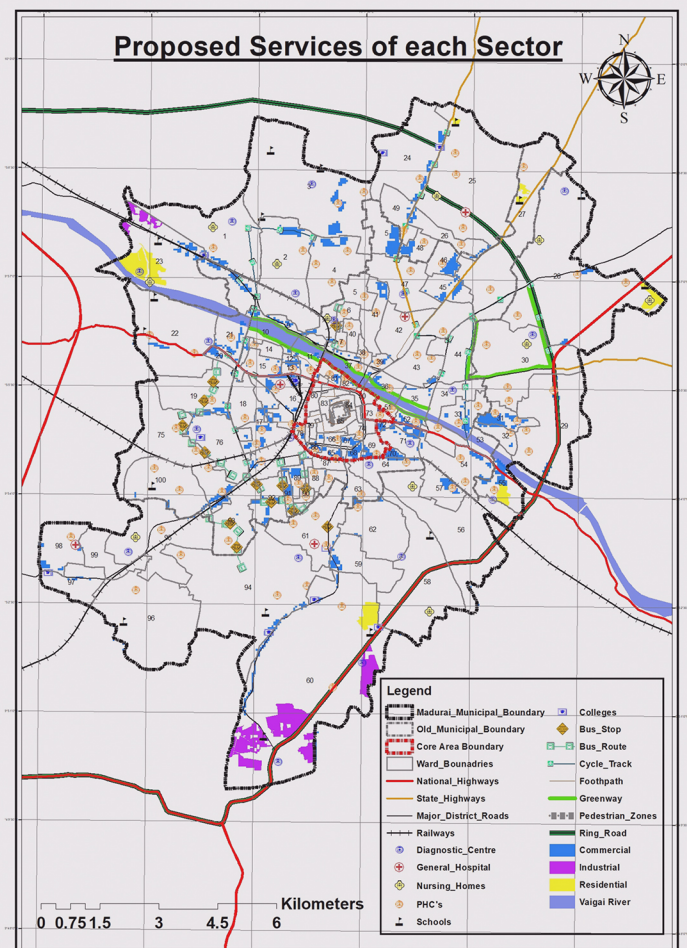 Proposed Services of each Sector
N
W E
S
24
25
27
49
1
26
48
2
46
4
45
23
28
47
5
6
41
42
22
21
40
10
14
43
44
30
15
16
19
18
34
33
29
75
76
32
53
83
73
71
69
64
54
100
57
87
88
63
56
62
61
98
99
97
59
58
94
96
60
Legend
Madurai_Municipal_Boundary
Old_Municipal_Boundary
Core Area Boundary
Ward_Bounadries
National_Highways
State_Highways
Major_District_Roads
Railways
Diagnostic_Centre
General_Hospital
Nursing_Homes
PHC's
Schools
Colleges
Bus_Stop
Bus_Route
Cycle_Track
Footpath
Greenway
Pedestrian_Zones
Ring_Road
Commercial
Industrial
Residential
Vaigai River
Kilometers
0 0.75 1.5 3 4.5 6